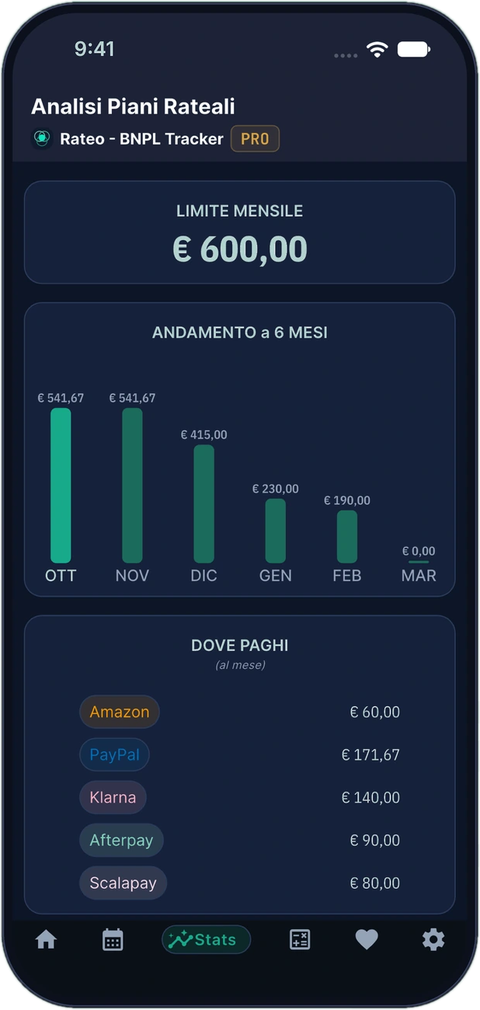 9:41
Analisi Piani Rateali
Rateo - BNPL Tracker PRO
LIMITE MENSILE
€ 600,00
ANDAMENTO a 6 MESI
€ 541,67 € 541,67 € 415,00 € 230,00 € 190,00 € 0,00
OTT NOV DIC GEN FEB MAR
DOVE PAGHI
(al mese)
Amazon € 60,00
PayPal € 171,67
Klarna € 140,00
Afterpay € 90,00
Scalapay € 80,00
Stats